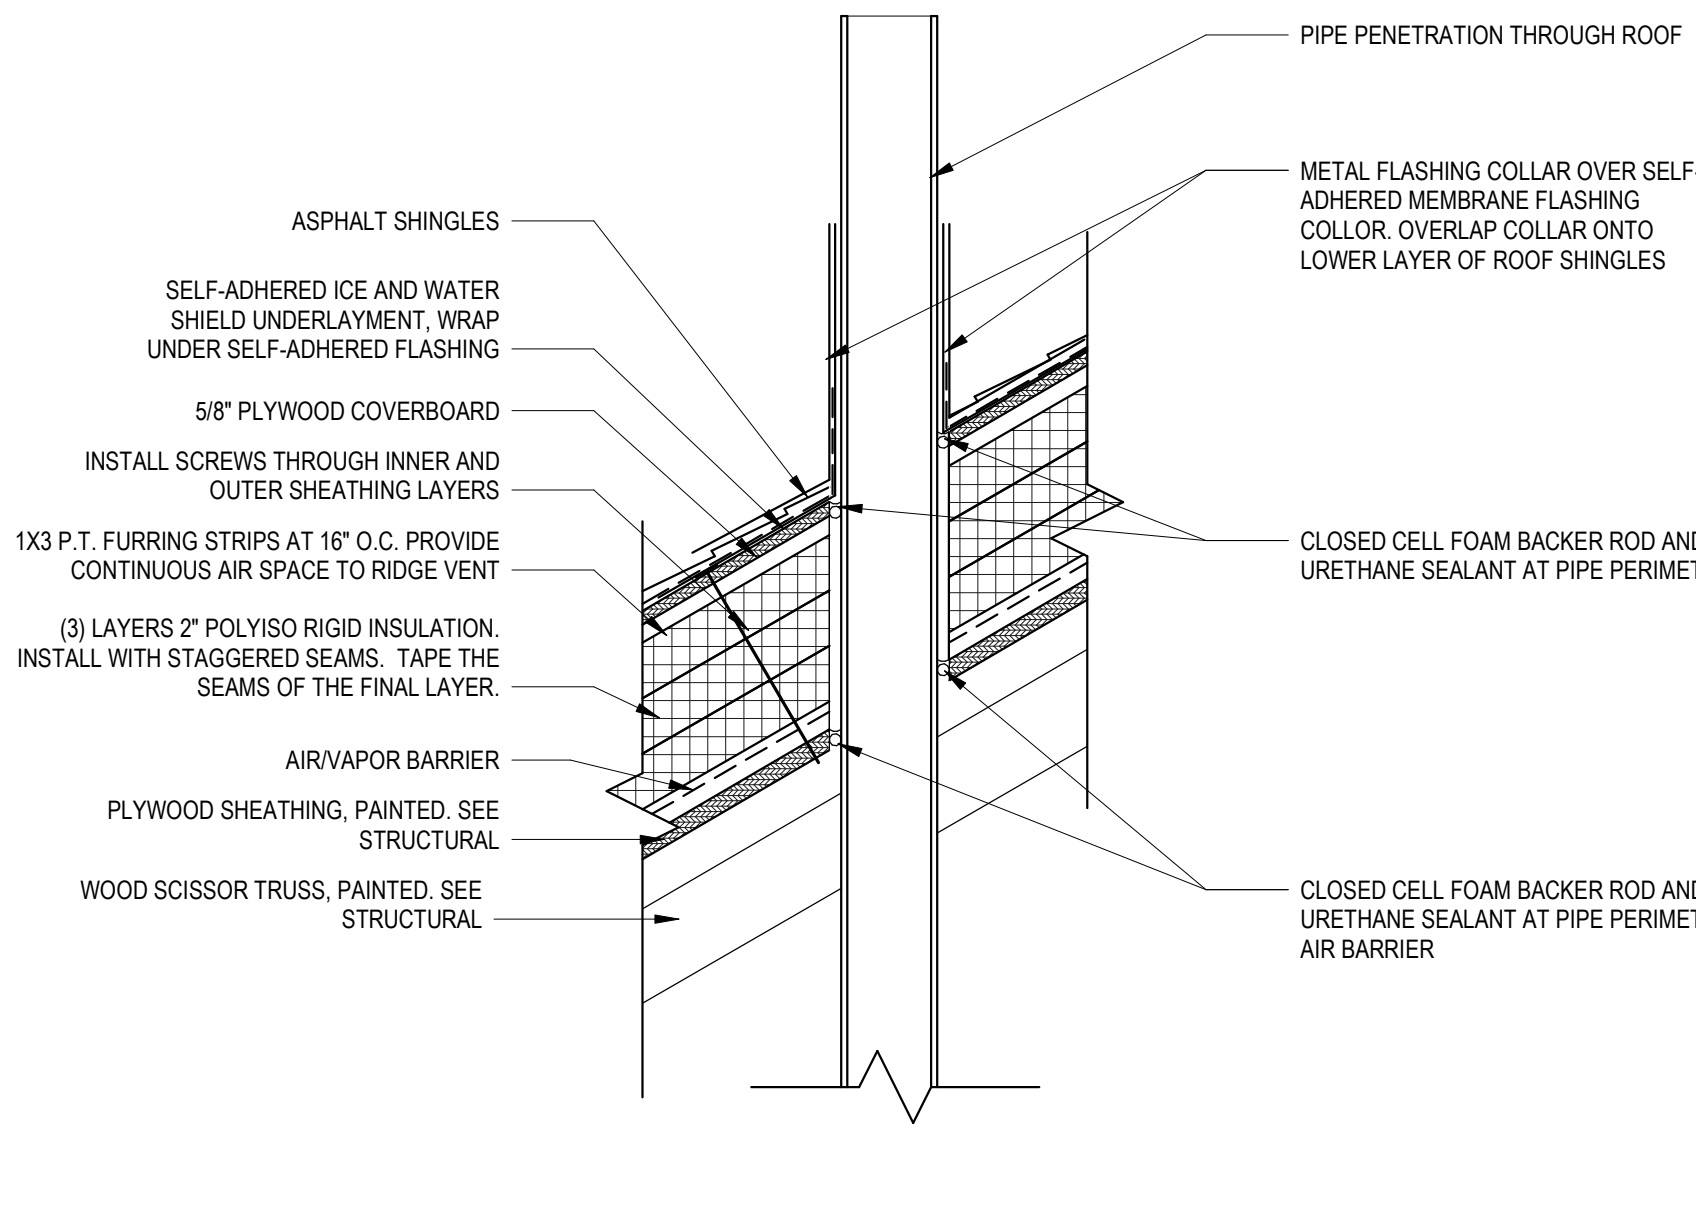 PIPE PENETRATION THROUGH ROOF
METAL FLASHING COLLAR OVER SELF-
ADHERED MEMBRANE FLASHING
COLLOR. OVERLAP COLLAR ONTO
LOWER LAYER OF ROOF SHINGLES
ASPHALT SHINGLES
SELF-ADHERED ICE AND WATER
SHIELD UNDERLAYMENT, WRAP
UNDER SELF-ADHERED FLASHING
5/8" PLYWOOD COVERBOARD
INSTALL SCREWS THROUGH INNER AND
OUTER SHEATHING LAYERS
1X3 P.T. FURRING STRIPS AT 16" O.C. PROVIDE
CONTINUOUS AIR SPACE TO RIDGE VENT
(3) LAYERS 2" POLYISO RIGID INSULATION.
INSTALL WITH STAGGERED SEAMS. TAPE THE
SEAMS OF THE FINAL LAYER.
AIR/VAPOR BARRIER
PLYWOOD SHEATHING, PAINTED. SEE
STRUCTURAL
WOOD SCISSOR TRUSS, PAINTED. SEE
STRUCTURAL
CLOSED CELL FOAM BACKER ROD AND
URETHANE SEALANT AT PIPE
CLOSED CELL FOAM BACKER ROD AND
URETHANE SEALANT AT PIPE
AIR BARRIER